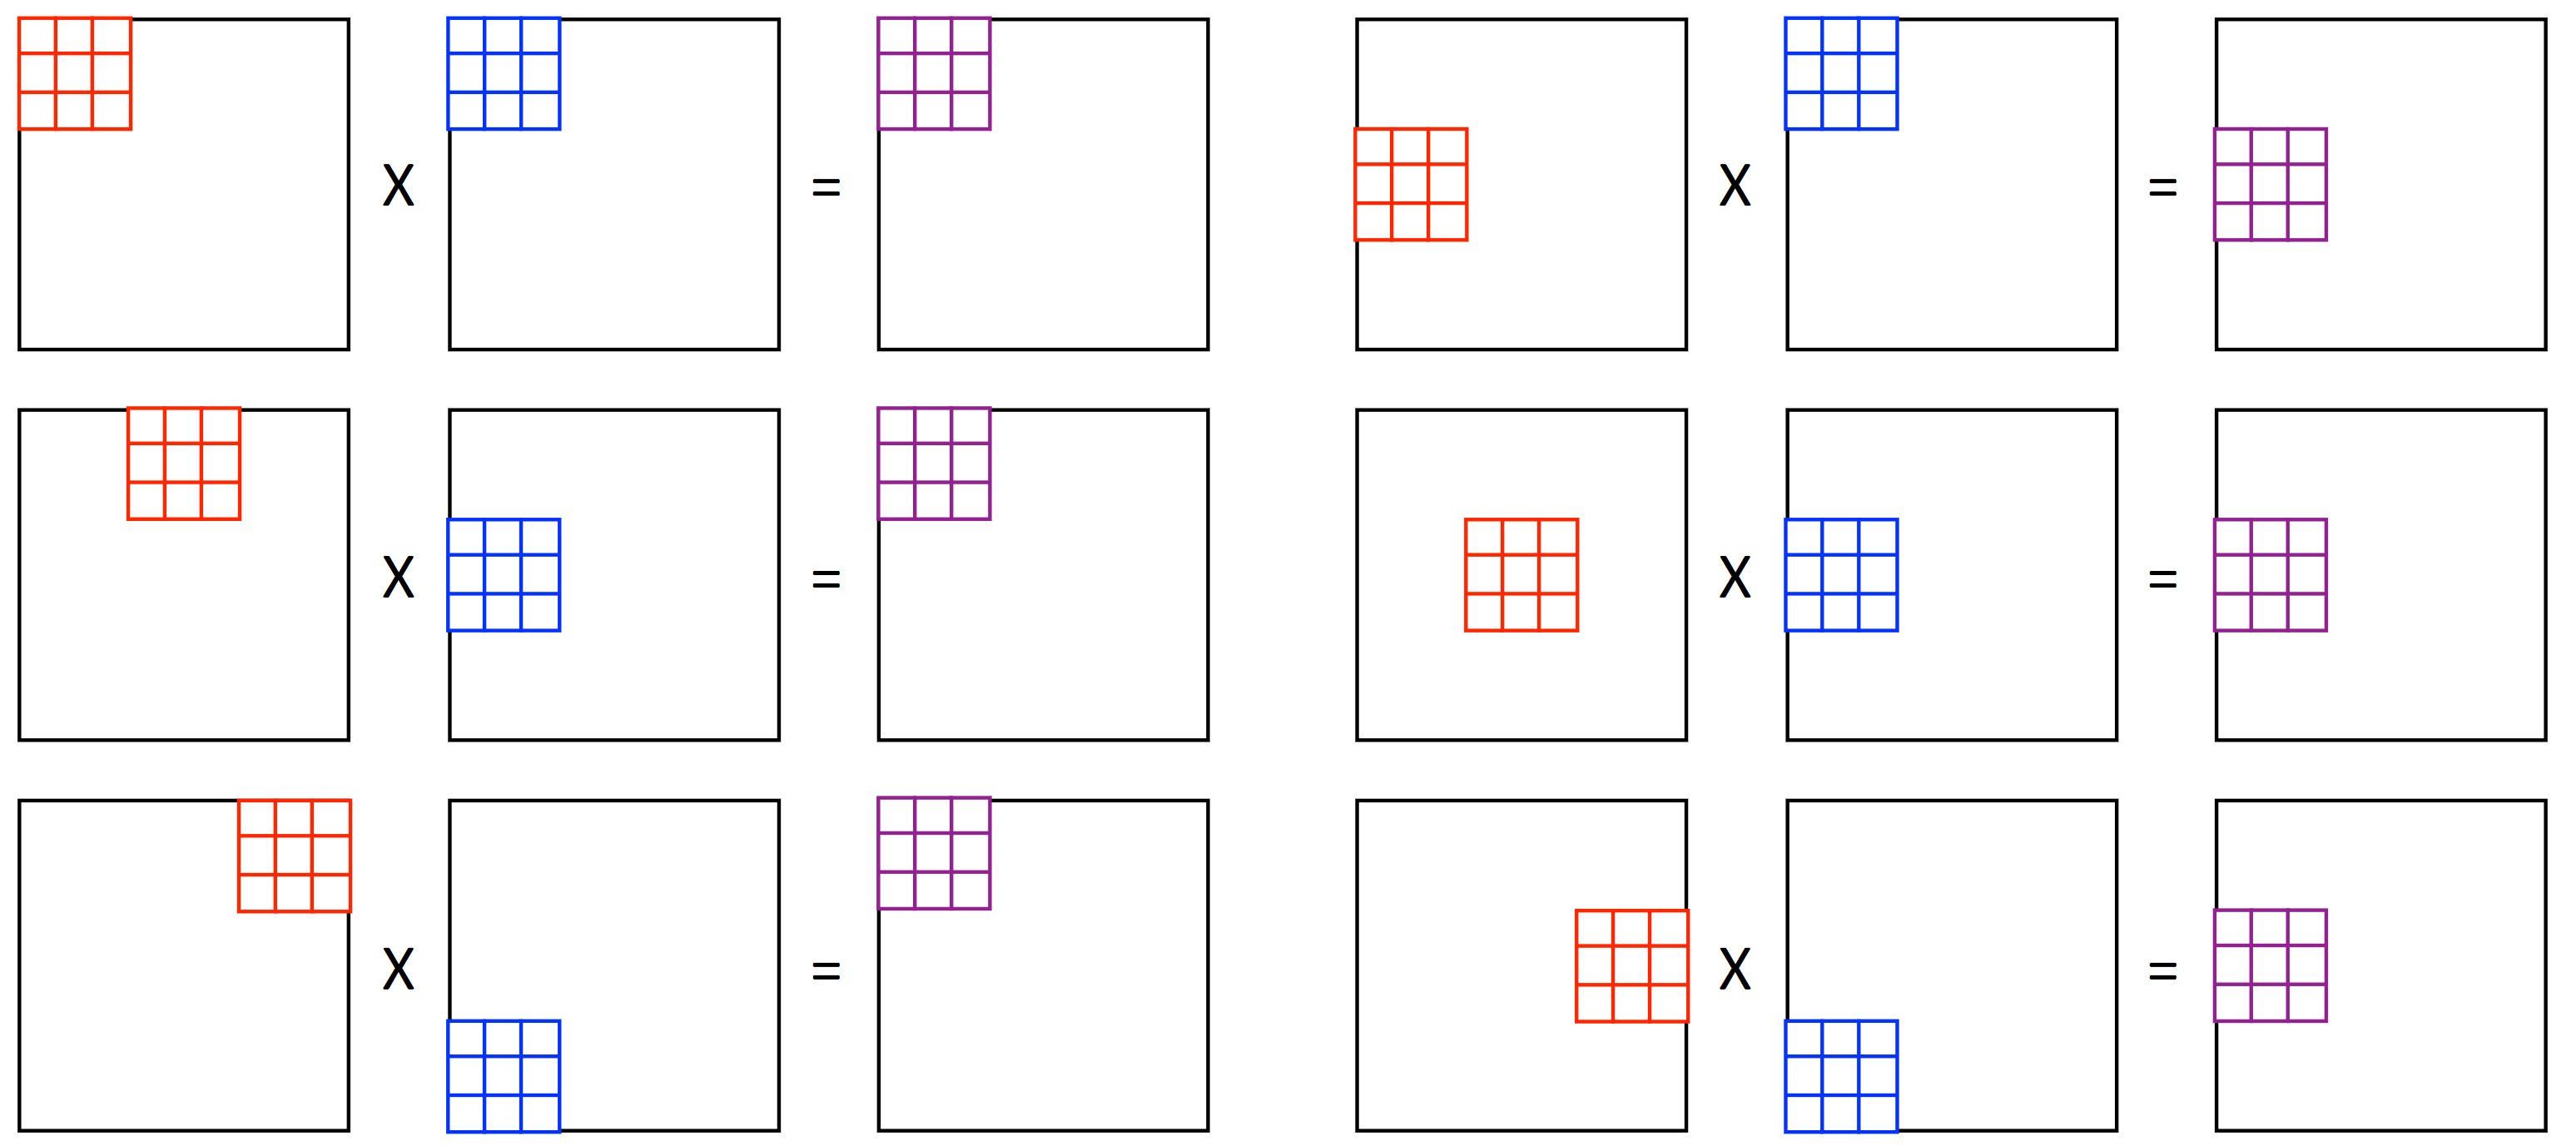 X = X =
X = X =
X = X =